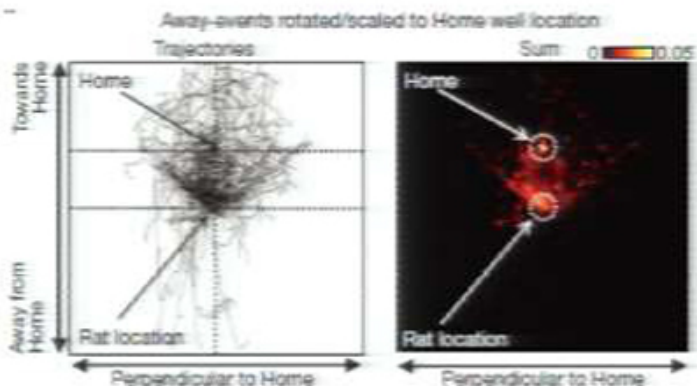 Away-events rotated/scaled to Home well location
Trajectories
Sum 0 0.05
Towards Home
Home
Home
Rat location
Rat location
Away from Home
Perpendicular to Home
Perpendicular to Home